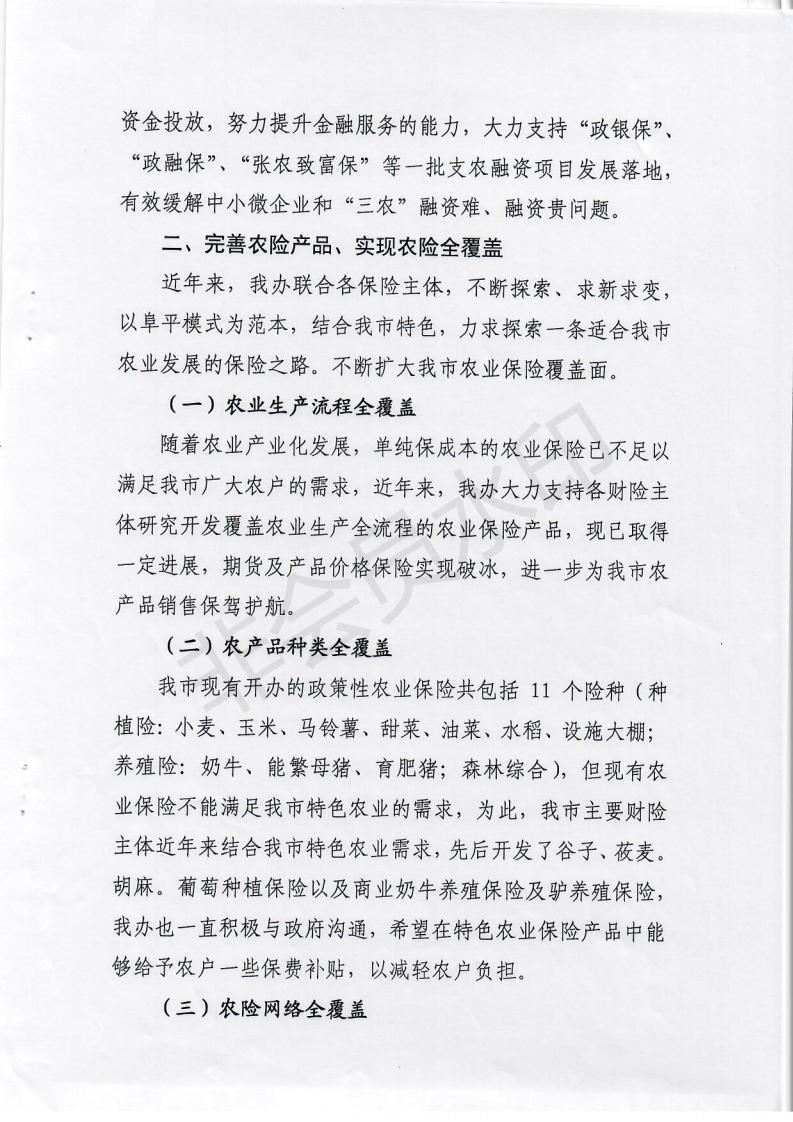 资金投放，努力提升金融服务的能力，大力支持“政银保”、
“政融保”、“张农致富保”等一批支农融资项目发展落地，
有效缓解中小微企业和“三农”融资难、融资贵问题。
二、完善农险产品、实现农险全覆盖
近年来，我办联合各保险主体，不断探索、求新求变，
以阜平模式为范本，结合我市特色，力求探索一条适合我市
农业发展的保险之路。不断扩大我市农业保险覆盖面。
（一）农业生产流程全覆盖
随着农业产业化发展，单纯保成本的农业保险已不足以
满足我市广大农户的需求，近年来，我办大力支持各财险主
体研究开发覆盖农业生产全流程的农业保险产品，现已取得
一定进展，期货及产品价格保险实现破冰，进一步为我市农
产品销售保驾护航。
（二）农产品种类全覆盖
我市现有开办的政策性农业保险共包括 11 个险种（种
植险：小麦、玉米、马铃薯、甜菜、油菜、水稻、设施大棚；
养殖险：奶牛、能繁母猪、育肥猪；森林综合），但现有农
业保险不能满足我市特色农业的需求，为此，我市主要财险
主体近年来结合我市特色农业需求，先后开发了谷子、莜麦。
胡麻。葡萄种植保险以及商业奶牛养殖保险及驴养殖保险，
我办也一直积极与政府沟通，希望在特色农业保险产品中能
够给予农户一些保费补贴，以减轻农户负担。
（三）农险网络全覆盖
非会员水印